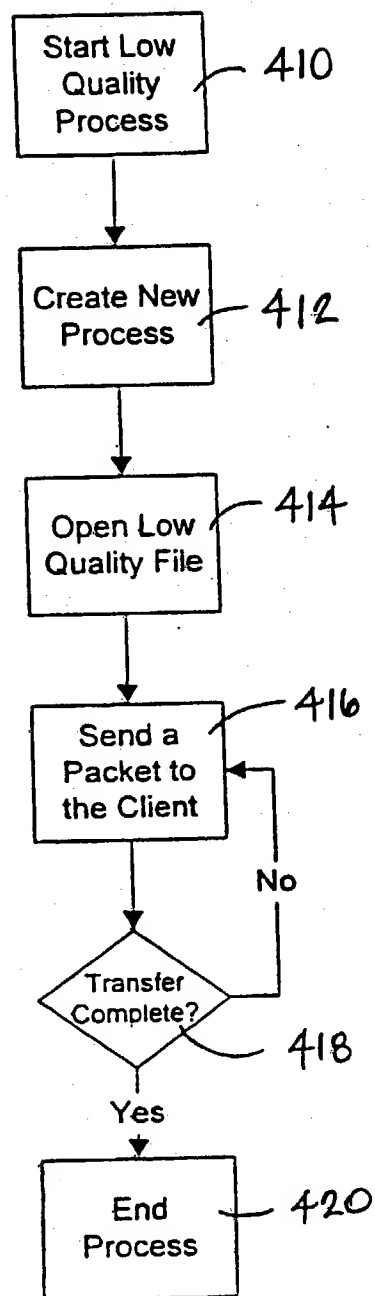 Start Low
Quality
Process
410
Create New
Process
412
Open Low
Quality File
414
Send a
Packet to
the Client
416
No
Transfer
Complete?
418
Yes
End
Process
420